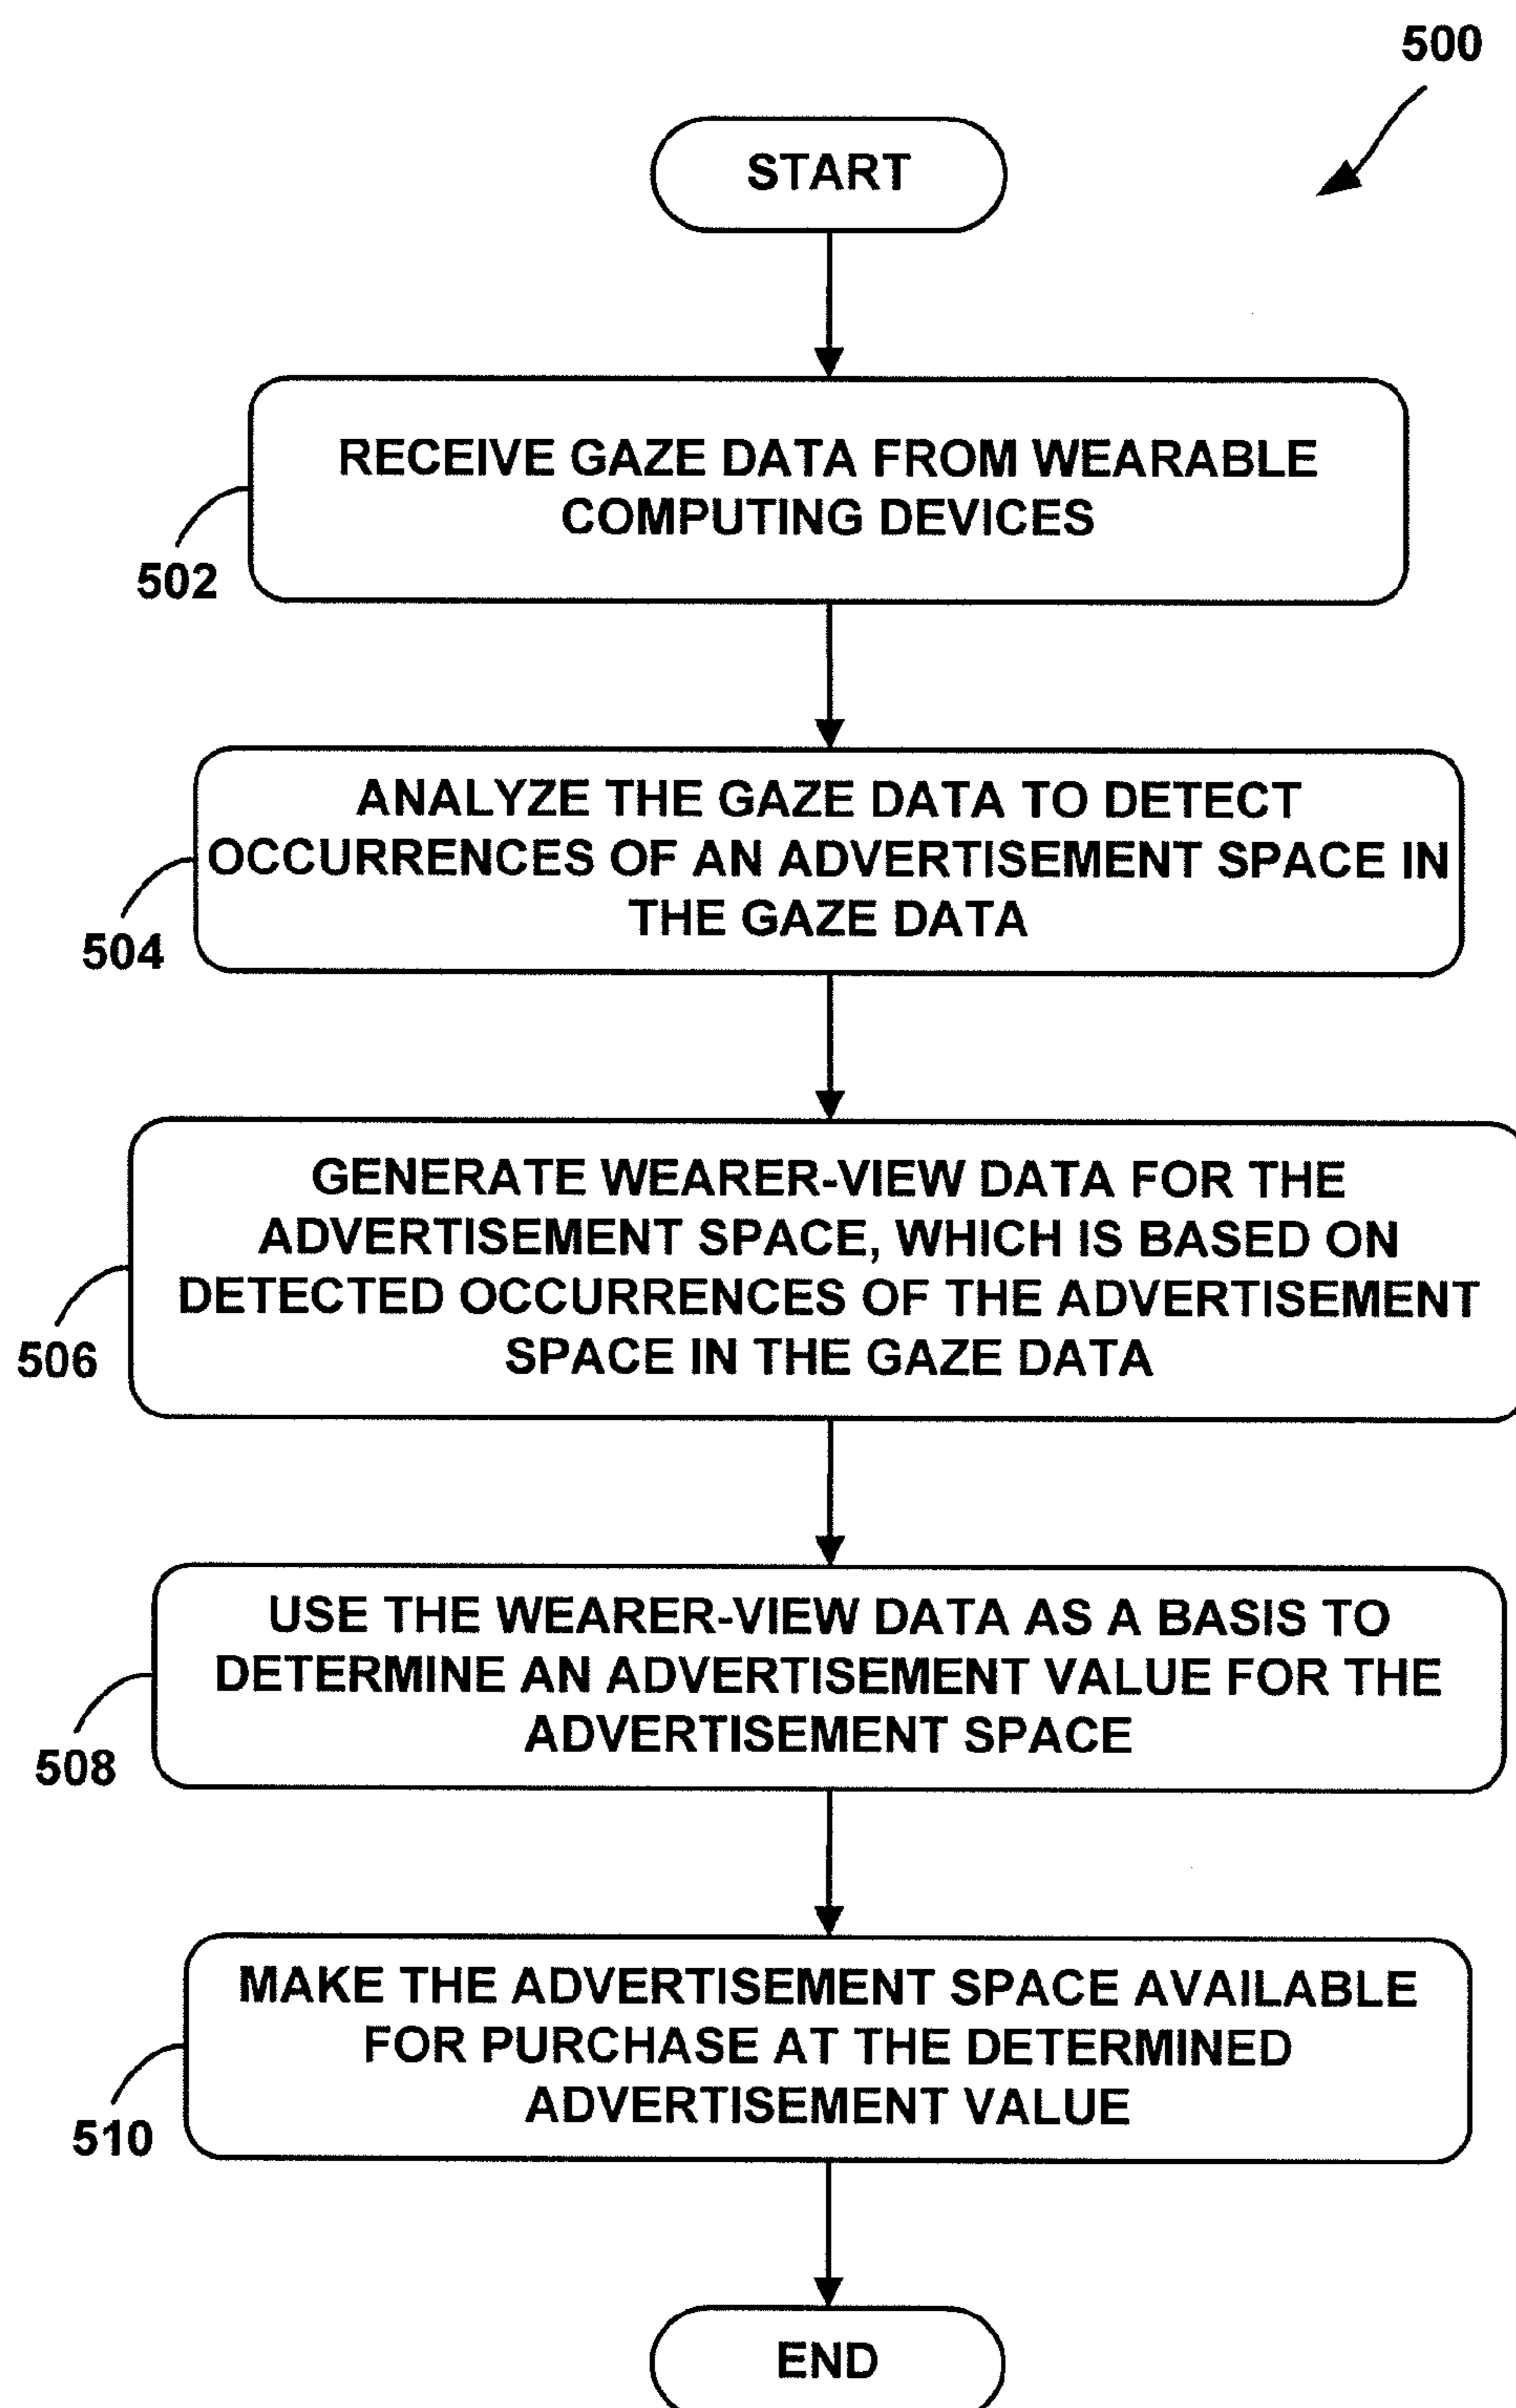 500
START
RECEIVE GAZE DATA FROM WEARABLE
COMPUTING DEVICES
502
ANALYZE THE GAZE DATA TO DETECT
OCCURRENCES OF AN ADVERTISEMENT SPACE IN
THE GAZE DATA
504
GENERATE WEARER-VIEW DATA FOR THE
ADVERTISEMENT SPACE, WHICH IS BASED ON
DETECTED OCCURRENCES OF THE ADVERTISEMENT
SPACE IN THE GAZE DATA
506
USE THE WEARER-VIEW DATA AS A BASIS TO
DETERMINE AN ADVERTISEMENT VALUE FOR THE
ADVERTISEMENT SPACE
508
MAKE THE ADVERTISEMENT SPACE AVAILABLE
FOR PURCHASE AT THE DETERMINED
ADVERTISEMENT VALUE
510
END